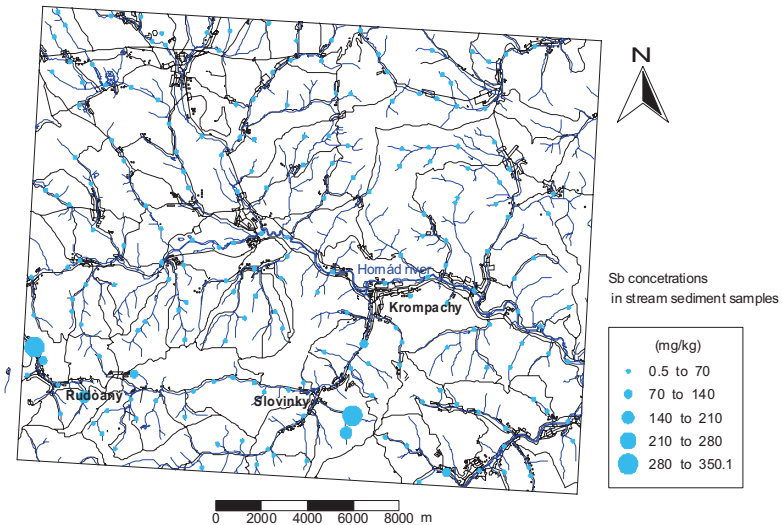 N
Hornád river
Krompachy
Rudòany
Slovinky
Sb concetrations
in stream sediment samples
(mg/kg)
0.5 to 70
70 to 140
140 to 210
210 to 280
280 to 350.1
0 2000 4000 6000 8000 m